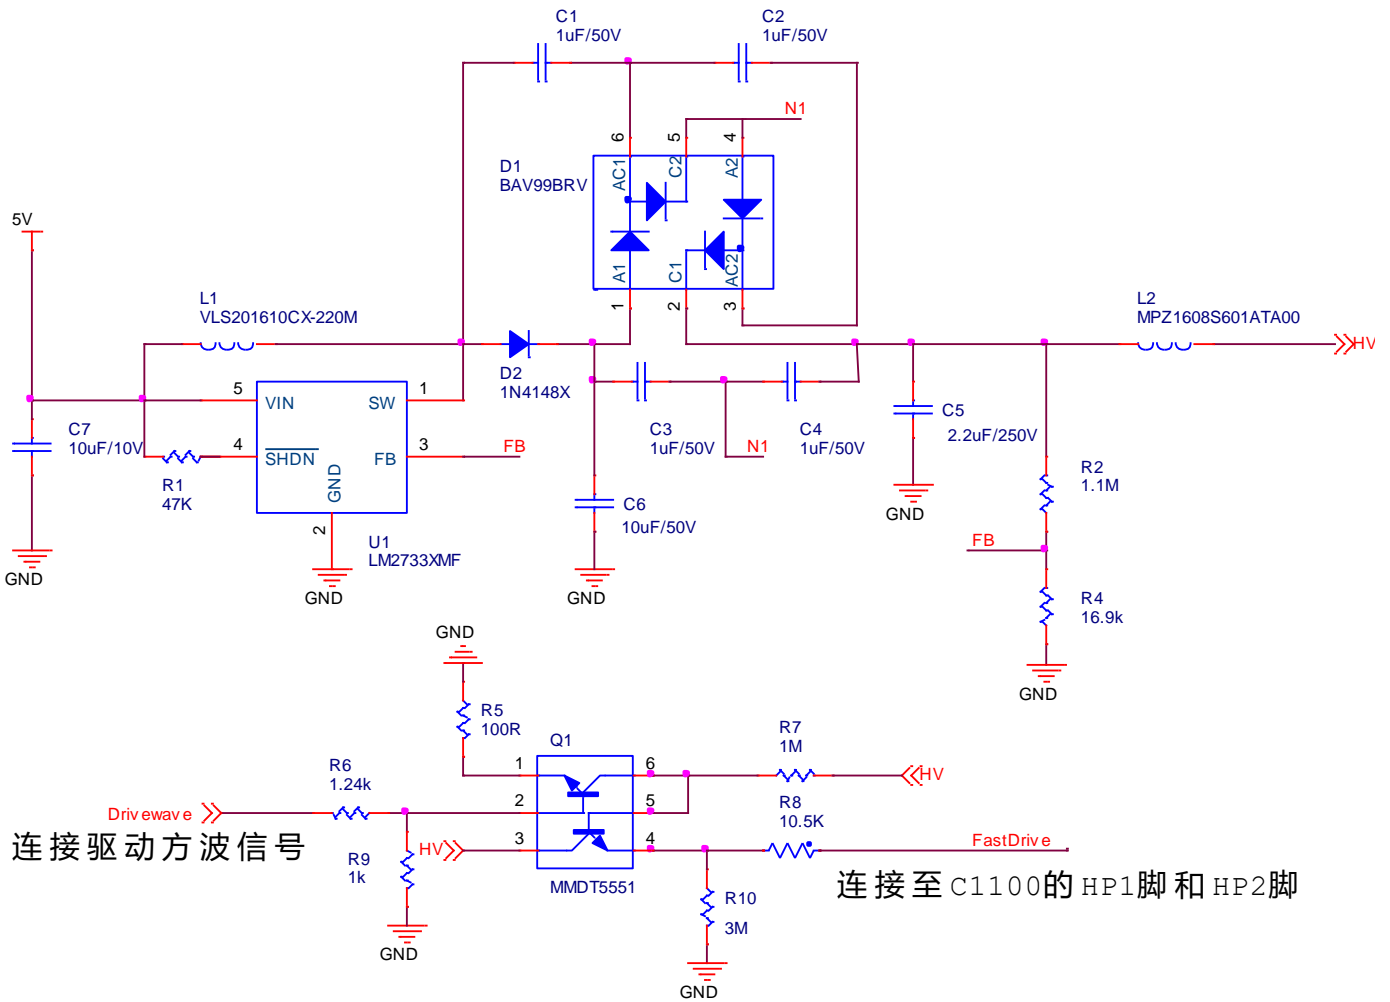 C1
1uF/50V
C2
1uF/50V
N1
6
5
4
D1
BAV99BRV
AC1
C2
A2
A1
C1
AC2
1
2
3
5V
L1
VLS201610CX-220M
L2
MPZ1608S601ATA00
HV
D2
1N4148X
5
VIN
SW
1
C7
10uF/10V
4
SHDN
FB
3
FB
GND
2
R1
47K
U1
LM2733XMF
C3
1uF/50V
N1
C4
1uF/50V
C5
2.2uF/250V
C6
10uF/50V
R2
1.1M
FB
R4
16.9k
GND
GND
GND
GND
GND
GND
R5
100R
Q1
R6
1.24k
R7
1M
HV
1
2
3
6
5
4
Drivewave
连接驱动方波信号
R8
10.5K
FastDrive
HV
R9
1k
MMDT5551
连接至C1100的HP1脚和HP2脚
R10
3M
GND
GND